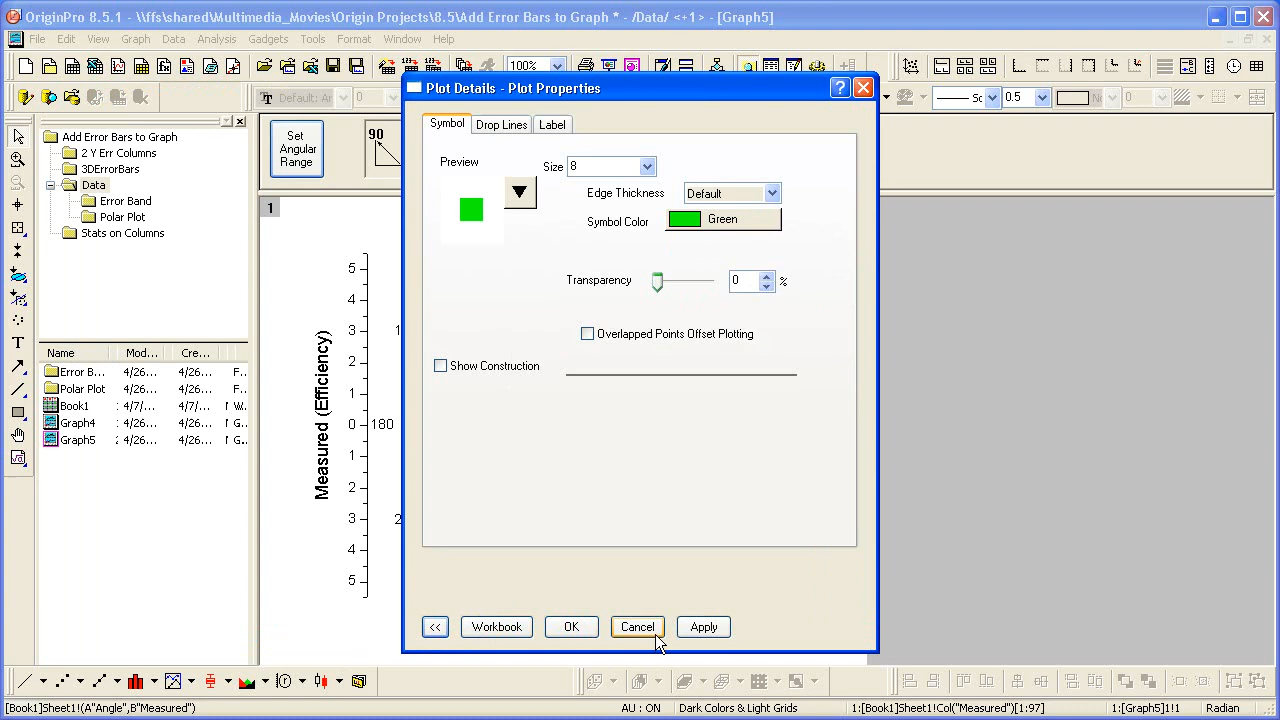 OriginPro 8.5.1 - \\ffs\shared\Multimedia_Movies\Origin Projects\8.5\Add Error Bars to Graph * - /Data/ <+1> - [Graph5]
File Edit View Graph Data Analysis Gadgets Tools Format Window Help
100%
Default: Ar 0 0.5 0
Plot Details - Plot Properties
Add Error Bars to Graph
2 Y Err Columns
3DErrorBars
Data
Error Band
Polar Plot
Stats on Columns
Set
Angular
Range
90
1
Symbol Drop Lines Label
Preview
Size 8
Edge Thickness Default
Symbol Color Green
Transparency 0 %
Overlapped Points Offset Plotting
Show Construction
<< Workbook OK Cancel Apply
Name Mod... Cre...
Error B... 4/26... 4/26... F...
Polar Plot 4/26... 4/26... F...
Book1 4/7/... 4/7/... W...
Graph4 4/26... 4/26... G...
Graph5 4/26... 4/26... G...
Measured (Efficiency)
5
4
3
2
1
0 180
1
2
3
4
5
[Book1]Sheet1!(A"Angle",B"Measured") AU : ON Dark Colors & Light Grids 1:[Book1]Sheet1!Col("Measured")[1:97] 1:[Graph5]1!1 Radian